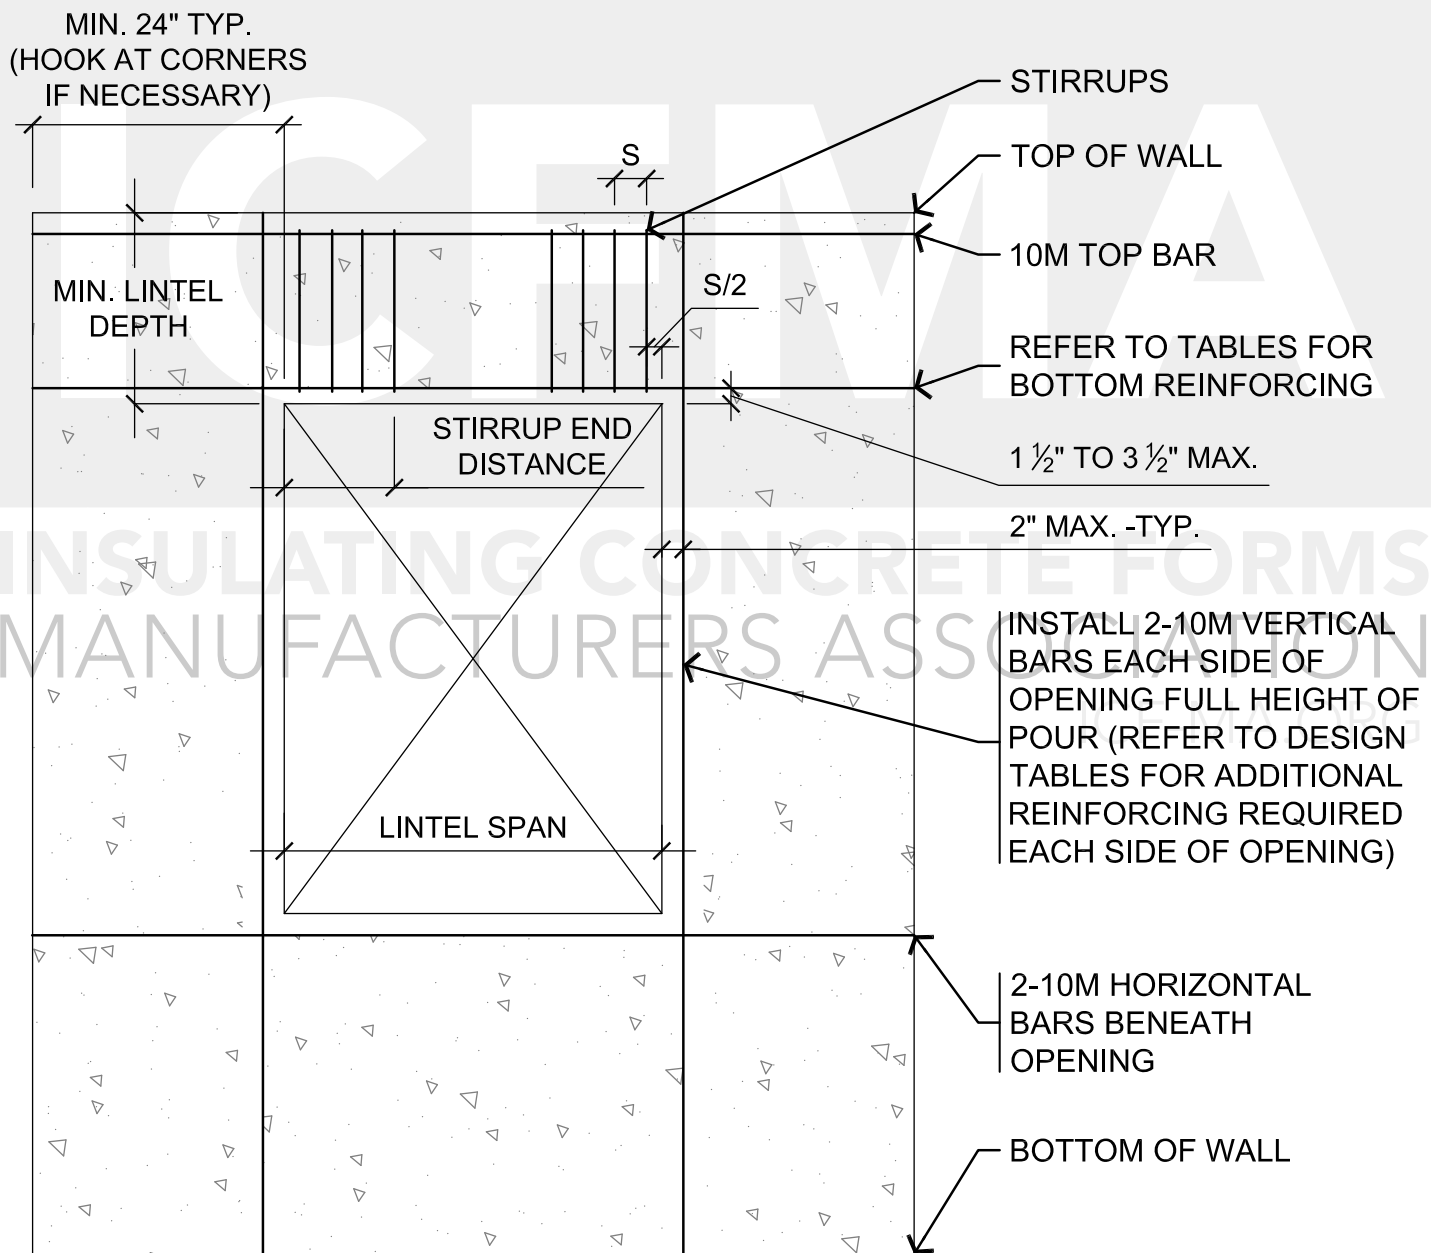 MIN. 24" TYP.
(HOOK AT CORNERS
IF NECESSARY)
STIRRUPS
S
TOP OF WALL
10M TOP BAR
MIN. LINTEL
DEPTH
S/2
REFER TO TABLES FOR
BOTTOM REINFORCING
STIRRUP END
DISTANCE
1 ½" TO 3 ½" MAX.
2" MAX. -TYP.
INSTALL 2-10M VERTICAL
BARS EACH SIDE OF
OPENING FULL HEIGHT OF
POUR (REFER TO DESIGN
TABLES FOR ADDITIONAL
REINFORCING REQUIRED
EACH SIDE OF OPENING)
LINTEL SPAN
2-10M HORIZONTAL
BARS BENEATH
OPENING
BOTTOM OF WALL
ICFMA
INSULATING CONCRETE FORMS
MANUFACTURERS ASSOCIATION
ICF-MA.ORG